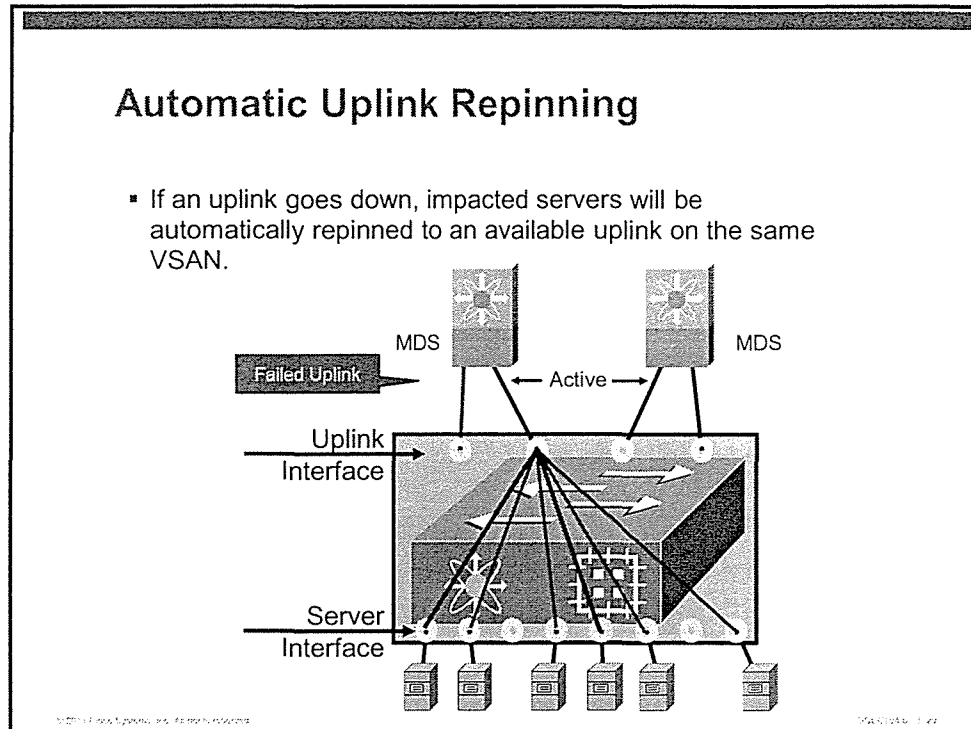 Automatic Uplink Repinning
▪ If an uplink goes down, impacted servers will be
automatically repinned to an available uplink on the same
VSAN.
MDS
MDS
Failed Uplink
Active
Uplink
Interface
Server
Interface